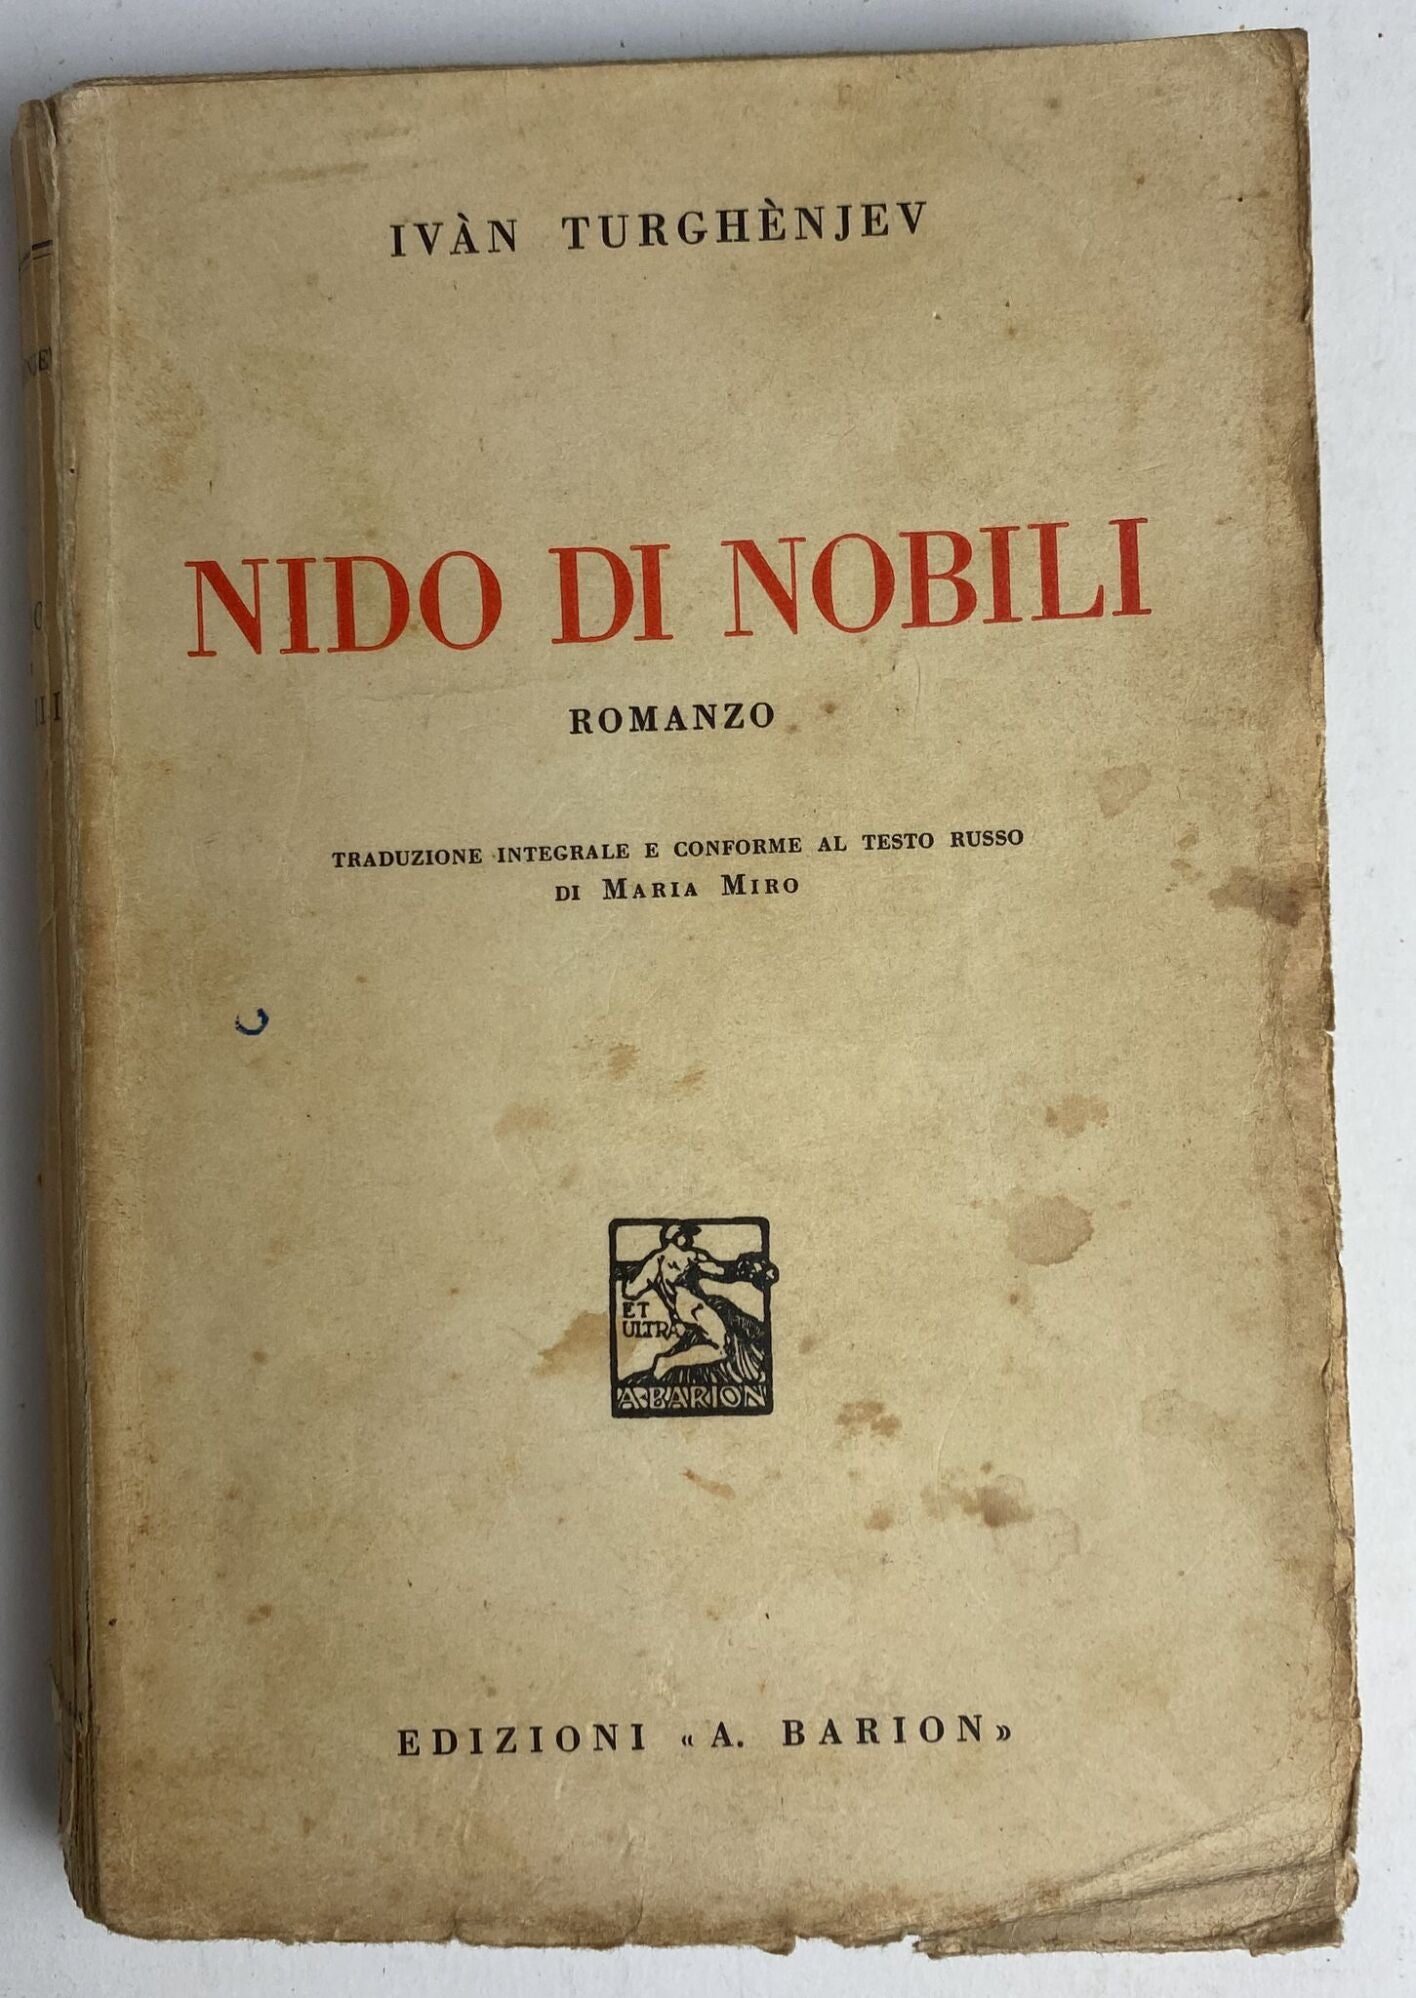 IVÀN TURGHÈNJEV
NIDO DI NOBILI
ROMANZO
TRADUZIONE INTEGRALE E CONFORME AL TESTO RUSSO
DI MARIA MIRO
ET
ULTRA
A·BARION
EDIZIONI «A. BARION»